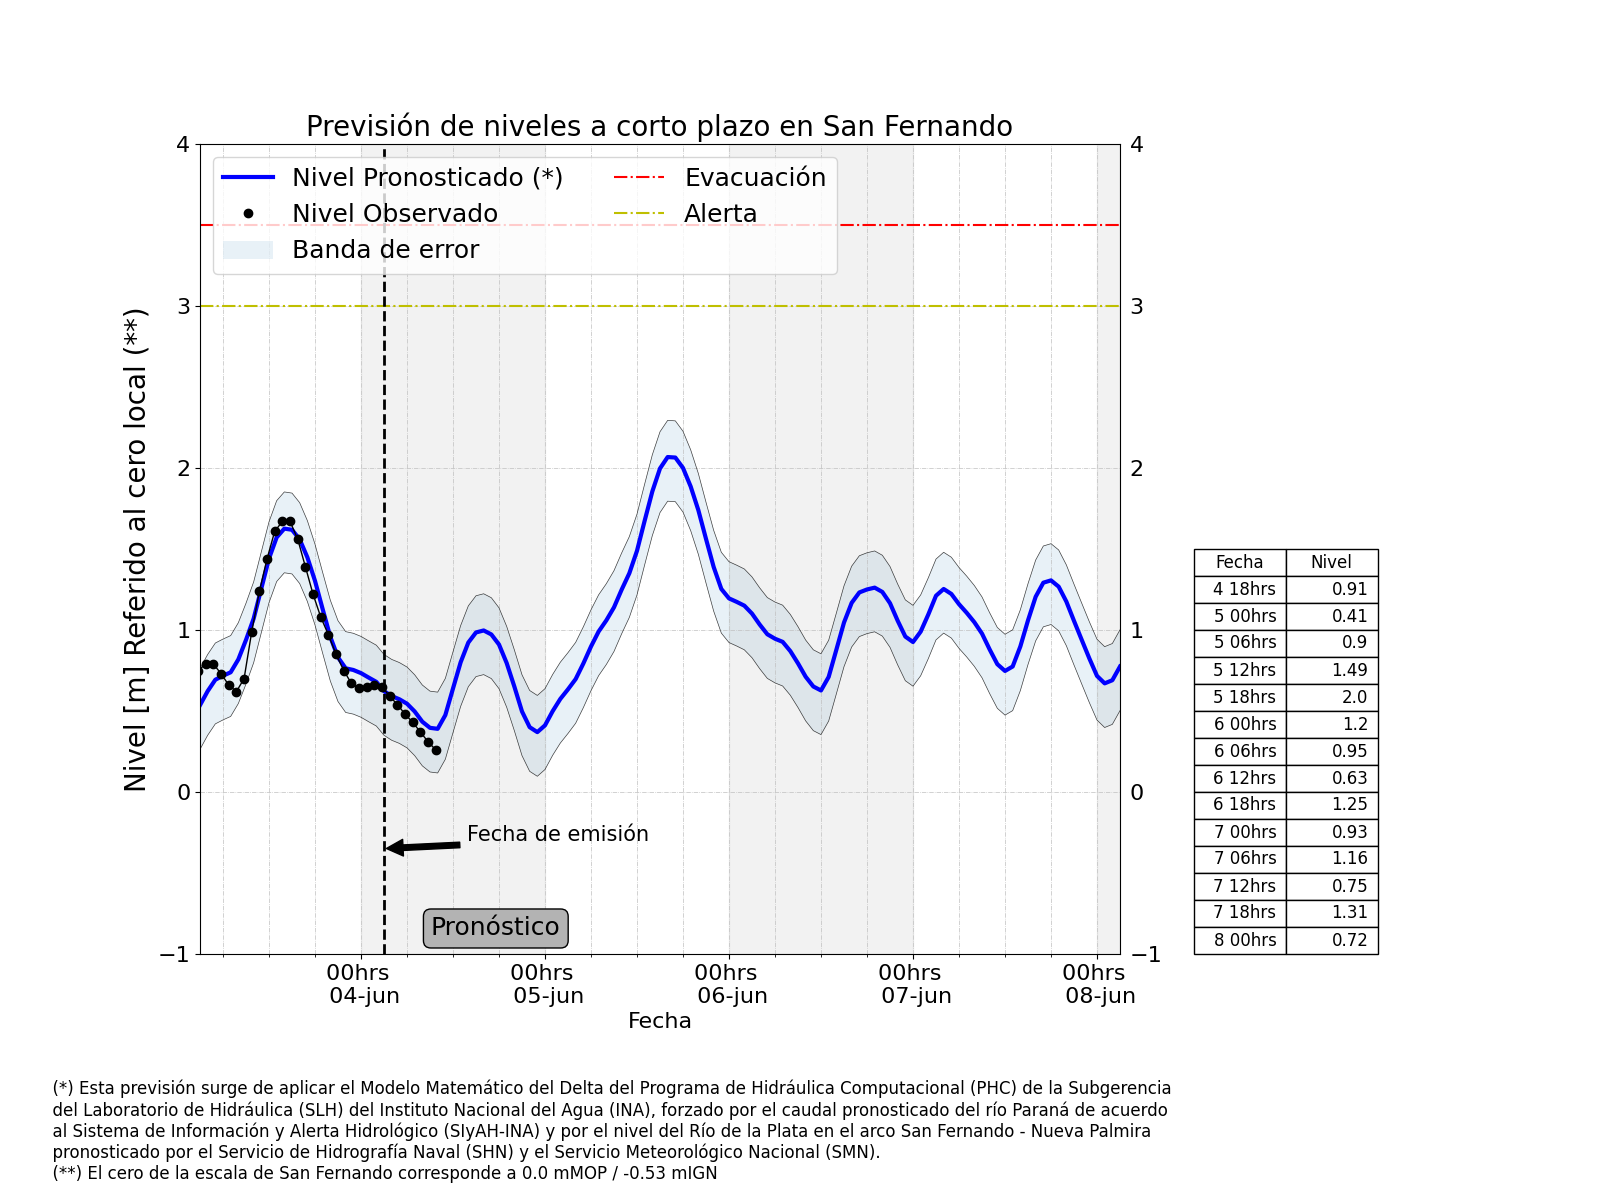 Previsión de niveles a corto plazo en San Fernando
Nivel Pronosticado (*)
Nivel Observado
Banda de error
Evacuación
Alerta
4
3
2
1
0
−1
4
3
2
1
0
−1
Nivel [m] Referido al cero local (**)
Fecha de emisión
Pronóstico
00hrs
04-jun
00hrs
05-jun
00hrs
06-jun
00hrs
07-jun
00hrs
08-jun
Fecha
Fecha Nivel
4 18hrs 0.91
5 00hrs 0.41
5 06hrs 0.9
5 12hrs 1.49
5 18hrs 2.0
6 00hrs 1.2
6 06hrs 0.95
6 12hrs 0.63
6 18hrs 1.25
7 00hrs 0.93
7 06hrs 1.16
7 12hrs 0.75
7 18hrs 1.31
8 00hrs 0.72
(*) Esta previsión surge de aplicar el Modelo Matemático del Delta del Programa de Hidráulica Computacional (PHC) de la Subgerencia
del Laboratorio de Hidráulica (SLH) del Instituto Nacional del Agua (INA), forzado por el caudal pronosticado del río Paraná de acuerdo
al Sistema de Información y Alerta Hidrológico (SIyAH-INA) y por el nivel del Río de la Plata en el arco San Fernando - Nueva Palmira
pronosticado por el Servicio de Hidrografía Naval (SHN) y el Servicio Meteorológico Nacional (SMN).
(**) El cero de la escala de San Fernando corresponde a 0.0 mMOP / -0.53 mIGN